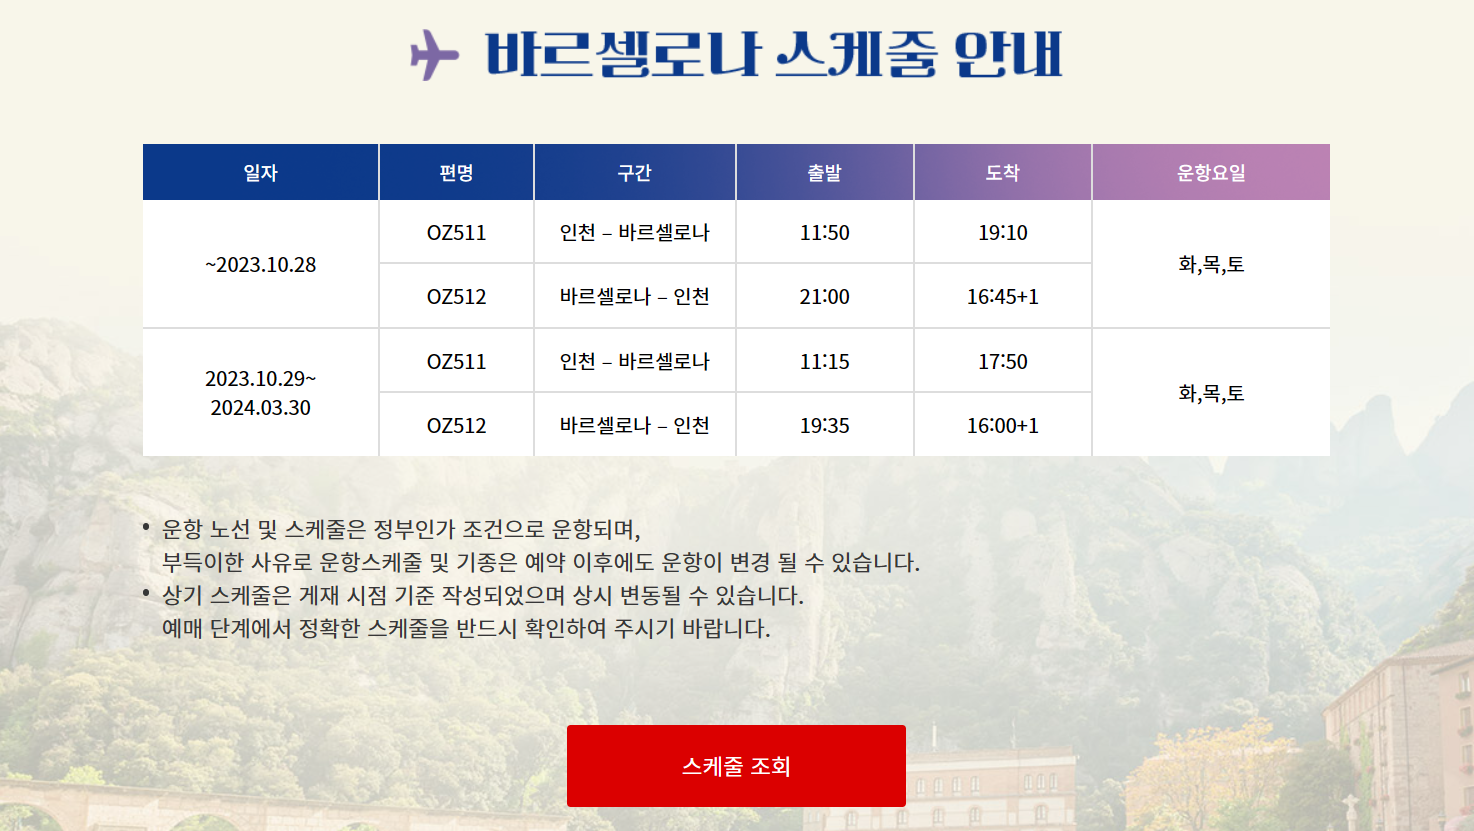 바르셀로나 스케줄 안내
일자 편명 구간 출발 도착 운항요일
~2023.10.28 OZ511 인천 – 바르셀로나 11:50 19:10 화,목,토
OZ512 바르셀로나 – 인천 21:00 16:45+1
2023.10.29~
2024.03.30 OZ511 인천 – 바르셀로나 11:15 17:50 화,목,토
OZ512 바르셀로나 – 인천 19:35 16:00+1
• 운항 노선 및 스케줄은 정부인가 조건으로 운항되며,
부득이한 사유로 운항스케줄 및 기종은 예약 이후에도 운항이 변경 될 수 있습니다.
• 상기 스케줄은 게재 시점 기준 작성되었으며 상시 변동될 수 있습니다.
예매 단계에서 정확한 스케줄을 반드시 확인하여 주시기 바랍니다.
스케줄 조회